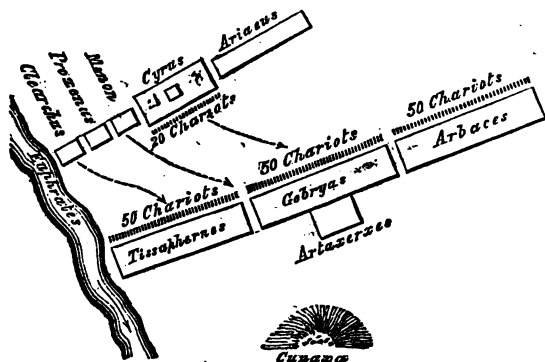 Ariaeus
Cyrus
Menon
Proxenus
Clearchus
20 Chariots
50 Chariots
Arbaces
50 Chariots
Gobryas
50 Chariots
Tissaphernes
Artaxerxes
Euphrates
Cunaxa